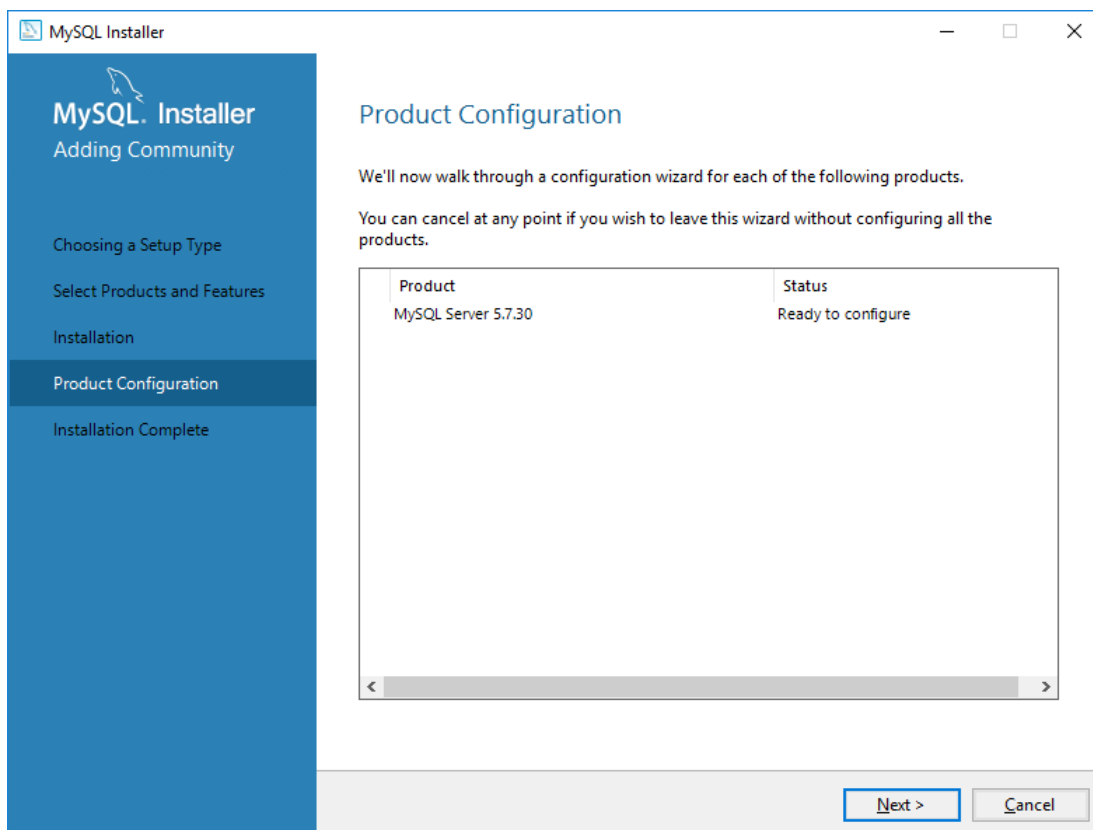 MySQL Installer
MySQL. Installer
Adding Community
Choosing a Setup Type
Select Products and Features
Installation
Product Configuration
Installation Complete
Product Configuration
We'll now walk through a configuration wizard for each of the following products.
You can cancel at any point if you wish to leave this wizard without configuring all the
products.
Product Status
MySQL Server 5.7.30 Ready to configure
Next > Cancel